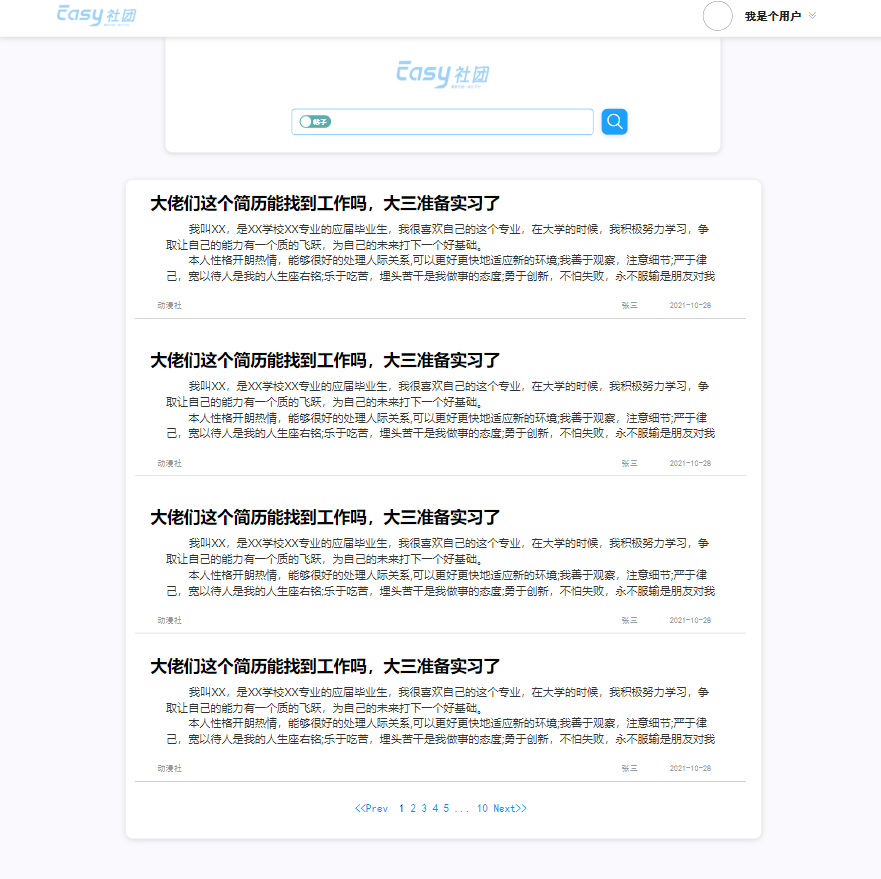 Easy社团
我是个用户
Easy社团
帖子
大佬们这个简历能找到工作吗，大三准备实习了
我叫XX，是XX学校XX专业的应届毕业生，我很喜欢自己的这个专业，在大学的时候，我积极努力学习，争
取让自己的能力有一个质的飞跃，为自己的未来打下一个好基础。
本人性格开朗热情，能够很好的处理人际关系,可以更好更快地适应新的环境;我善于观察，注意细节;严于律
己，宽以待人是我的人生座右铭;乐于吃苦，埋头苦干是我做事的态度;勇于创新，不怕失败，永不服输是朋友对我
动漫社 张三 2021-10-28
大佬们这个简历能找到工作吗，大三准备实习了
我叫XX，是XX学校XX专业的应届毕业生，我很喜欢自己的这个专业，在大学的时候，我积极努力学习，争
取让自己的能力有一个质的飞跃，为自己的未来打下一个好基础。
本人性格开朗热情，能够很好的处理人际关系,可以更好更快地适应新的环境;我善于观察，注意细节;严于律
己，宽以待人是我的人生座右铭;乐于吃苦，埋头苦干是我做事的态度;勇于创新，不怕失败，永不服输是朋友对我
动漫社 张三 2021-10-28
大佬们这个简历能找到工作吗，大三准备实习了
我叫XX，是XX学校XX专业的应届毕业生，我很喜欢自己的这个专业，在大学的时候，我积极努力学习，争
取让自己的能力有一个质的飞跃，为自己的未来打下一个好基础。
本人性格开朗热情，能够很好的处理人际关系,可以更好更快地适应新的环境;我善于观察，注意细节;严于律
己，宽以待人是我的人生座右铭;乐于吃苦，埋头苦干是我做事的态度;勇于创新，不怕失败，永不服输是朋友对我
动漫社 张三 2021-10-28
大佬们这个简历能找到工作吗，大三准备实习了
我叫XX，是XX学校XX专业的应届毕业生，我很喜欢自己的这个专业，在大学的时候，我积极努力学习，争
取让自己的能力有一个质的飞跃，为自己的未来打下一个好基础。
本人性格开朗热情，能够很好的处理人际关系,可以更好更快地适应新的环境;我善于观察，注意细节;严于律
己，宽以待人是我的人生座右铭;乐于吃苦，埋头苦干是我做事的态度;勇于创新，不怕失败，永不服输是朋友对我
动漫社 张三 2021-10-28
<<Prev 1 2 3 4 5 ... 10 Next>>